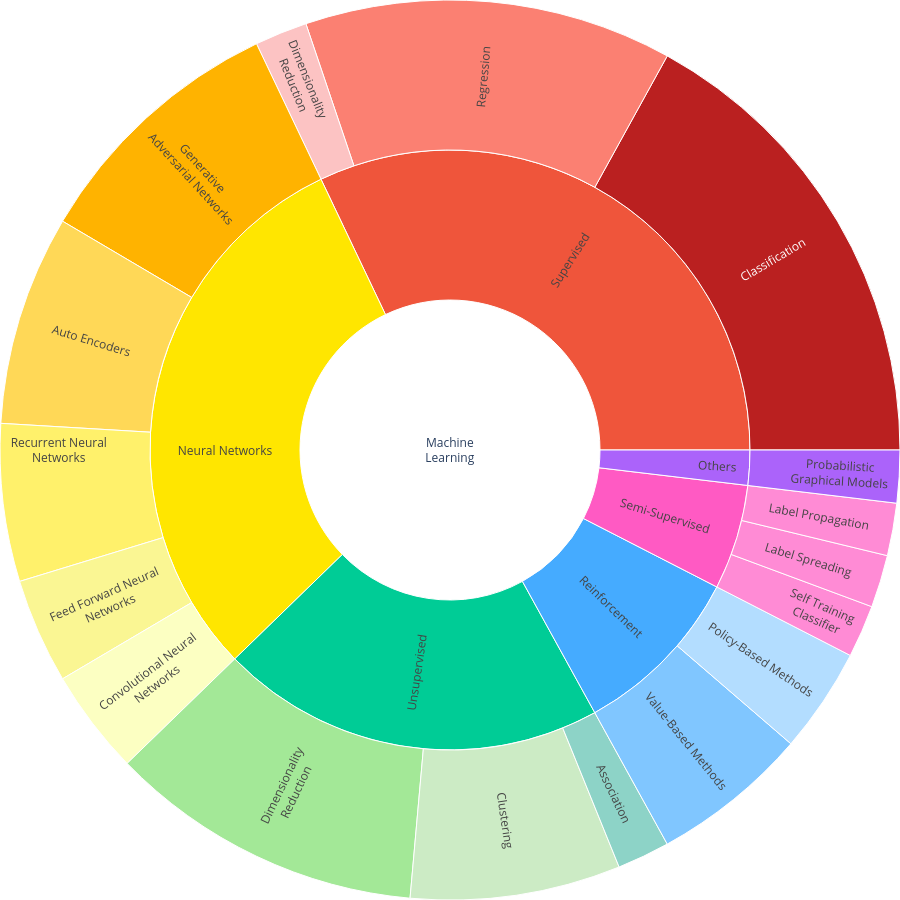 Machine
Learning
Supervised
Classification
Regression
Dimensionality
Reduction
Neural Networks
Generative
Adversarial Networks
Auto Encoders
Recurrent Neural
Networks
Feed Forward Neural
Networks
Convolutional Neural
Networks
Unsupervised
Dimensionality
Reduction
Clustering
Association
Reinforcement
Value-Based Methods
Policy-Based Methods
Semi-Supervised
Self Training
Classifier
Label Spreading
Label Propagation
Others
Probabilistic
Graphical Models